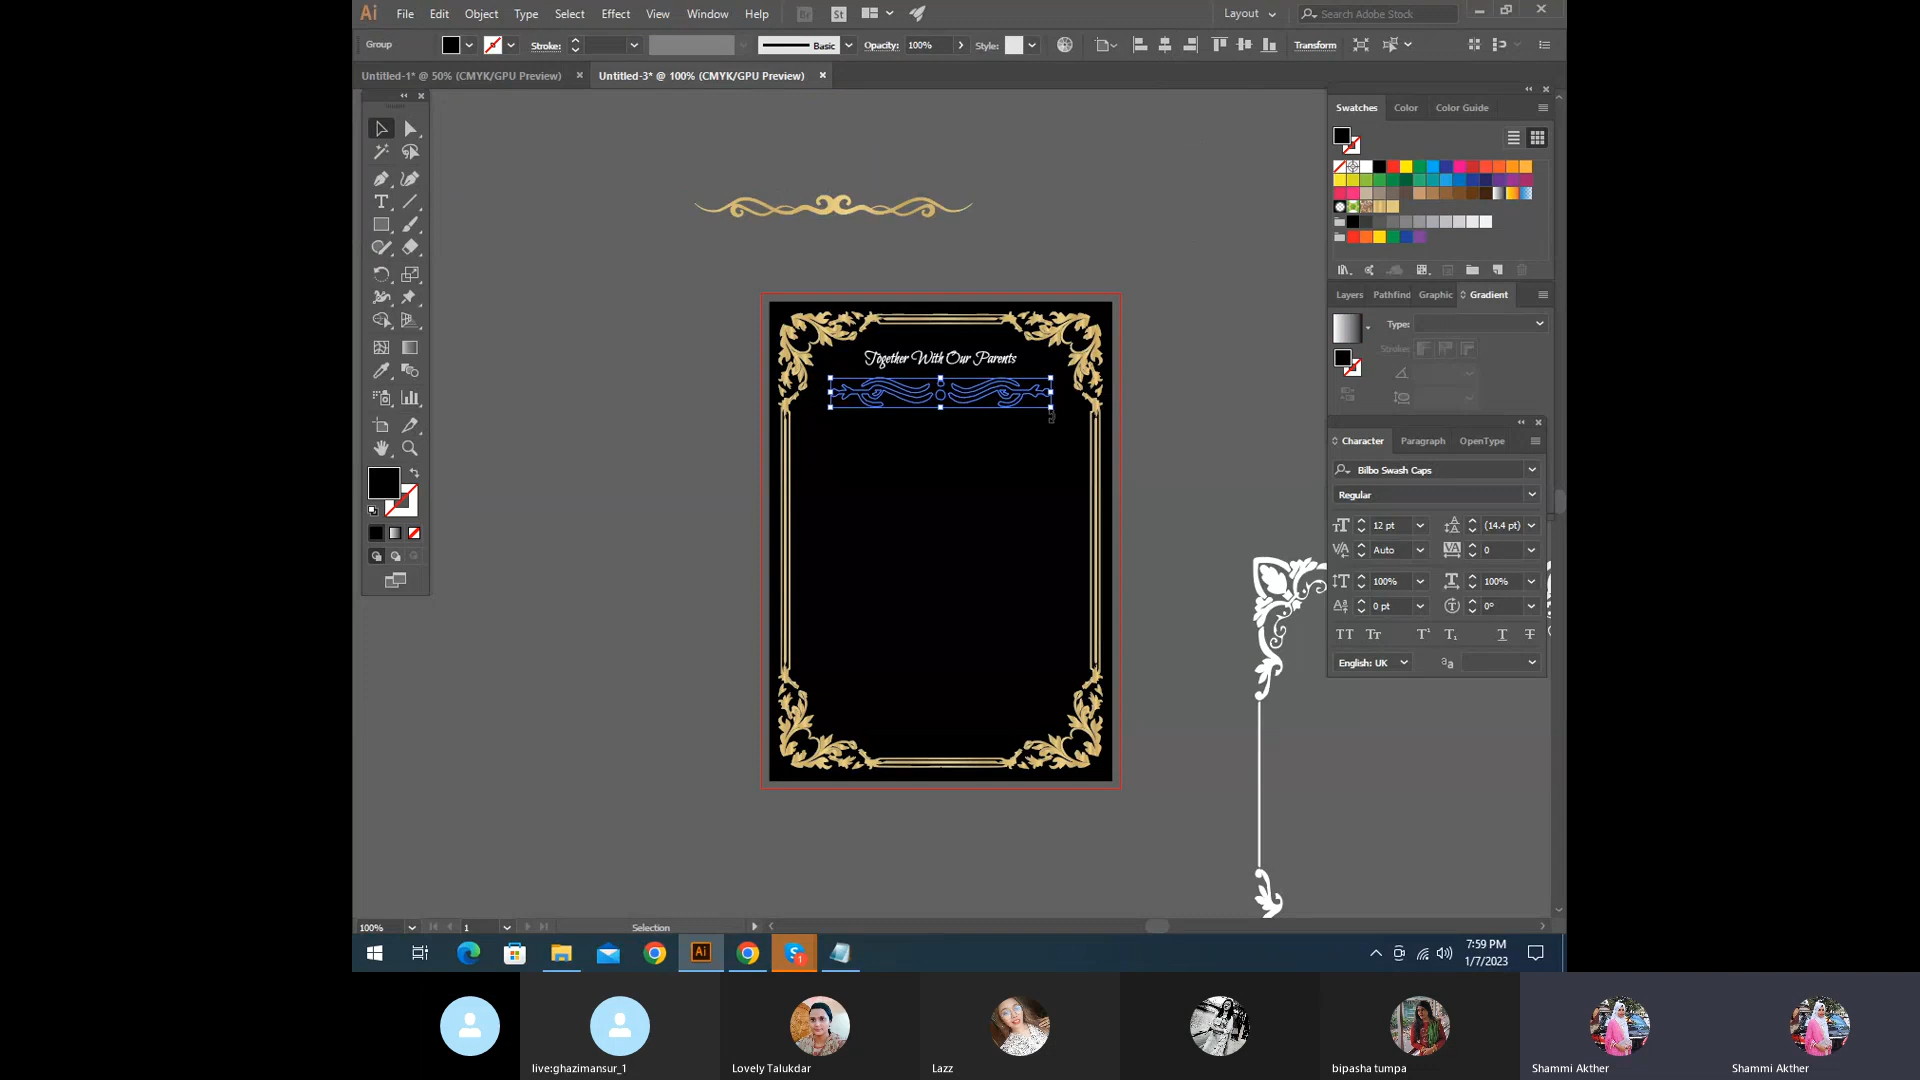 Ai File Edit Object Type Select Effect View Window Help Br St Layout Search Adobe Stock
Group Stroke: Basic Opacity: 100% Style: Transform
Untitled-1* @ 50% (CMYK/GPU Preview) Untitled-3* @ 100% (CMYK/GPU Preview)
Swatches Color Color Guide
Layers Pathfind Graphic Gradient
Type:
Stroke:
Together With Our Parents
Character Paragraph OpenType
Bilbo Swash Caps
Regular
12 pt (14.4 pt)
Auto 0
100% 100%
0 pt 0°
English: UK
100% 1 Selection
7:59 PM
1/7/2023
live:ghazimansur_1 Lovely Talukdar Lazz bipasha tumpa Shammi Akther Shammi Akther